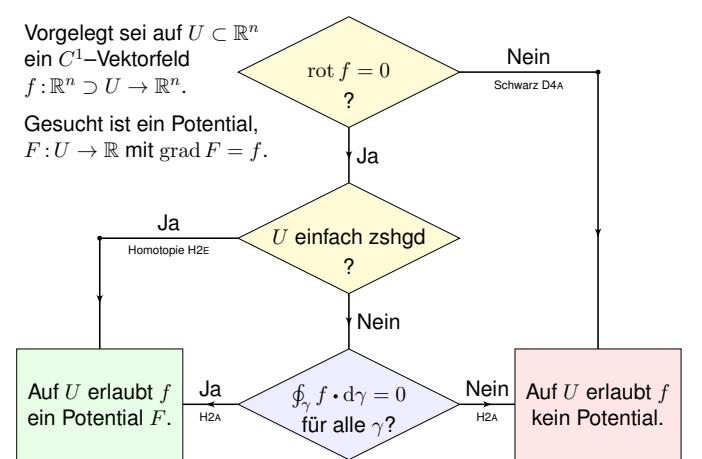 Vorgelegt sei auf U ⊂ ℝⁿ
ein C¹–Vektorfeld
f : ℝⁿ ⊃ U → ℝⁿ.
Gesucht ist ein Potential,
F : U → ℝ mit grad F = f.
rot f = 0
?
Nein
Schwarz D4A
Ja
U einfach zshgd
?
Ja
Homotopie H2E
Nein
Auf U erlaubt f
ein Potential F.
Ja
H2A
∮γ f • dγ = 0
für alle γ?
Nein
H2A
Auf U erlaubt f
kein Potential.